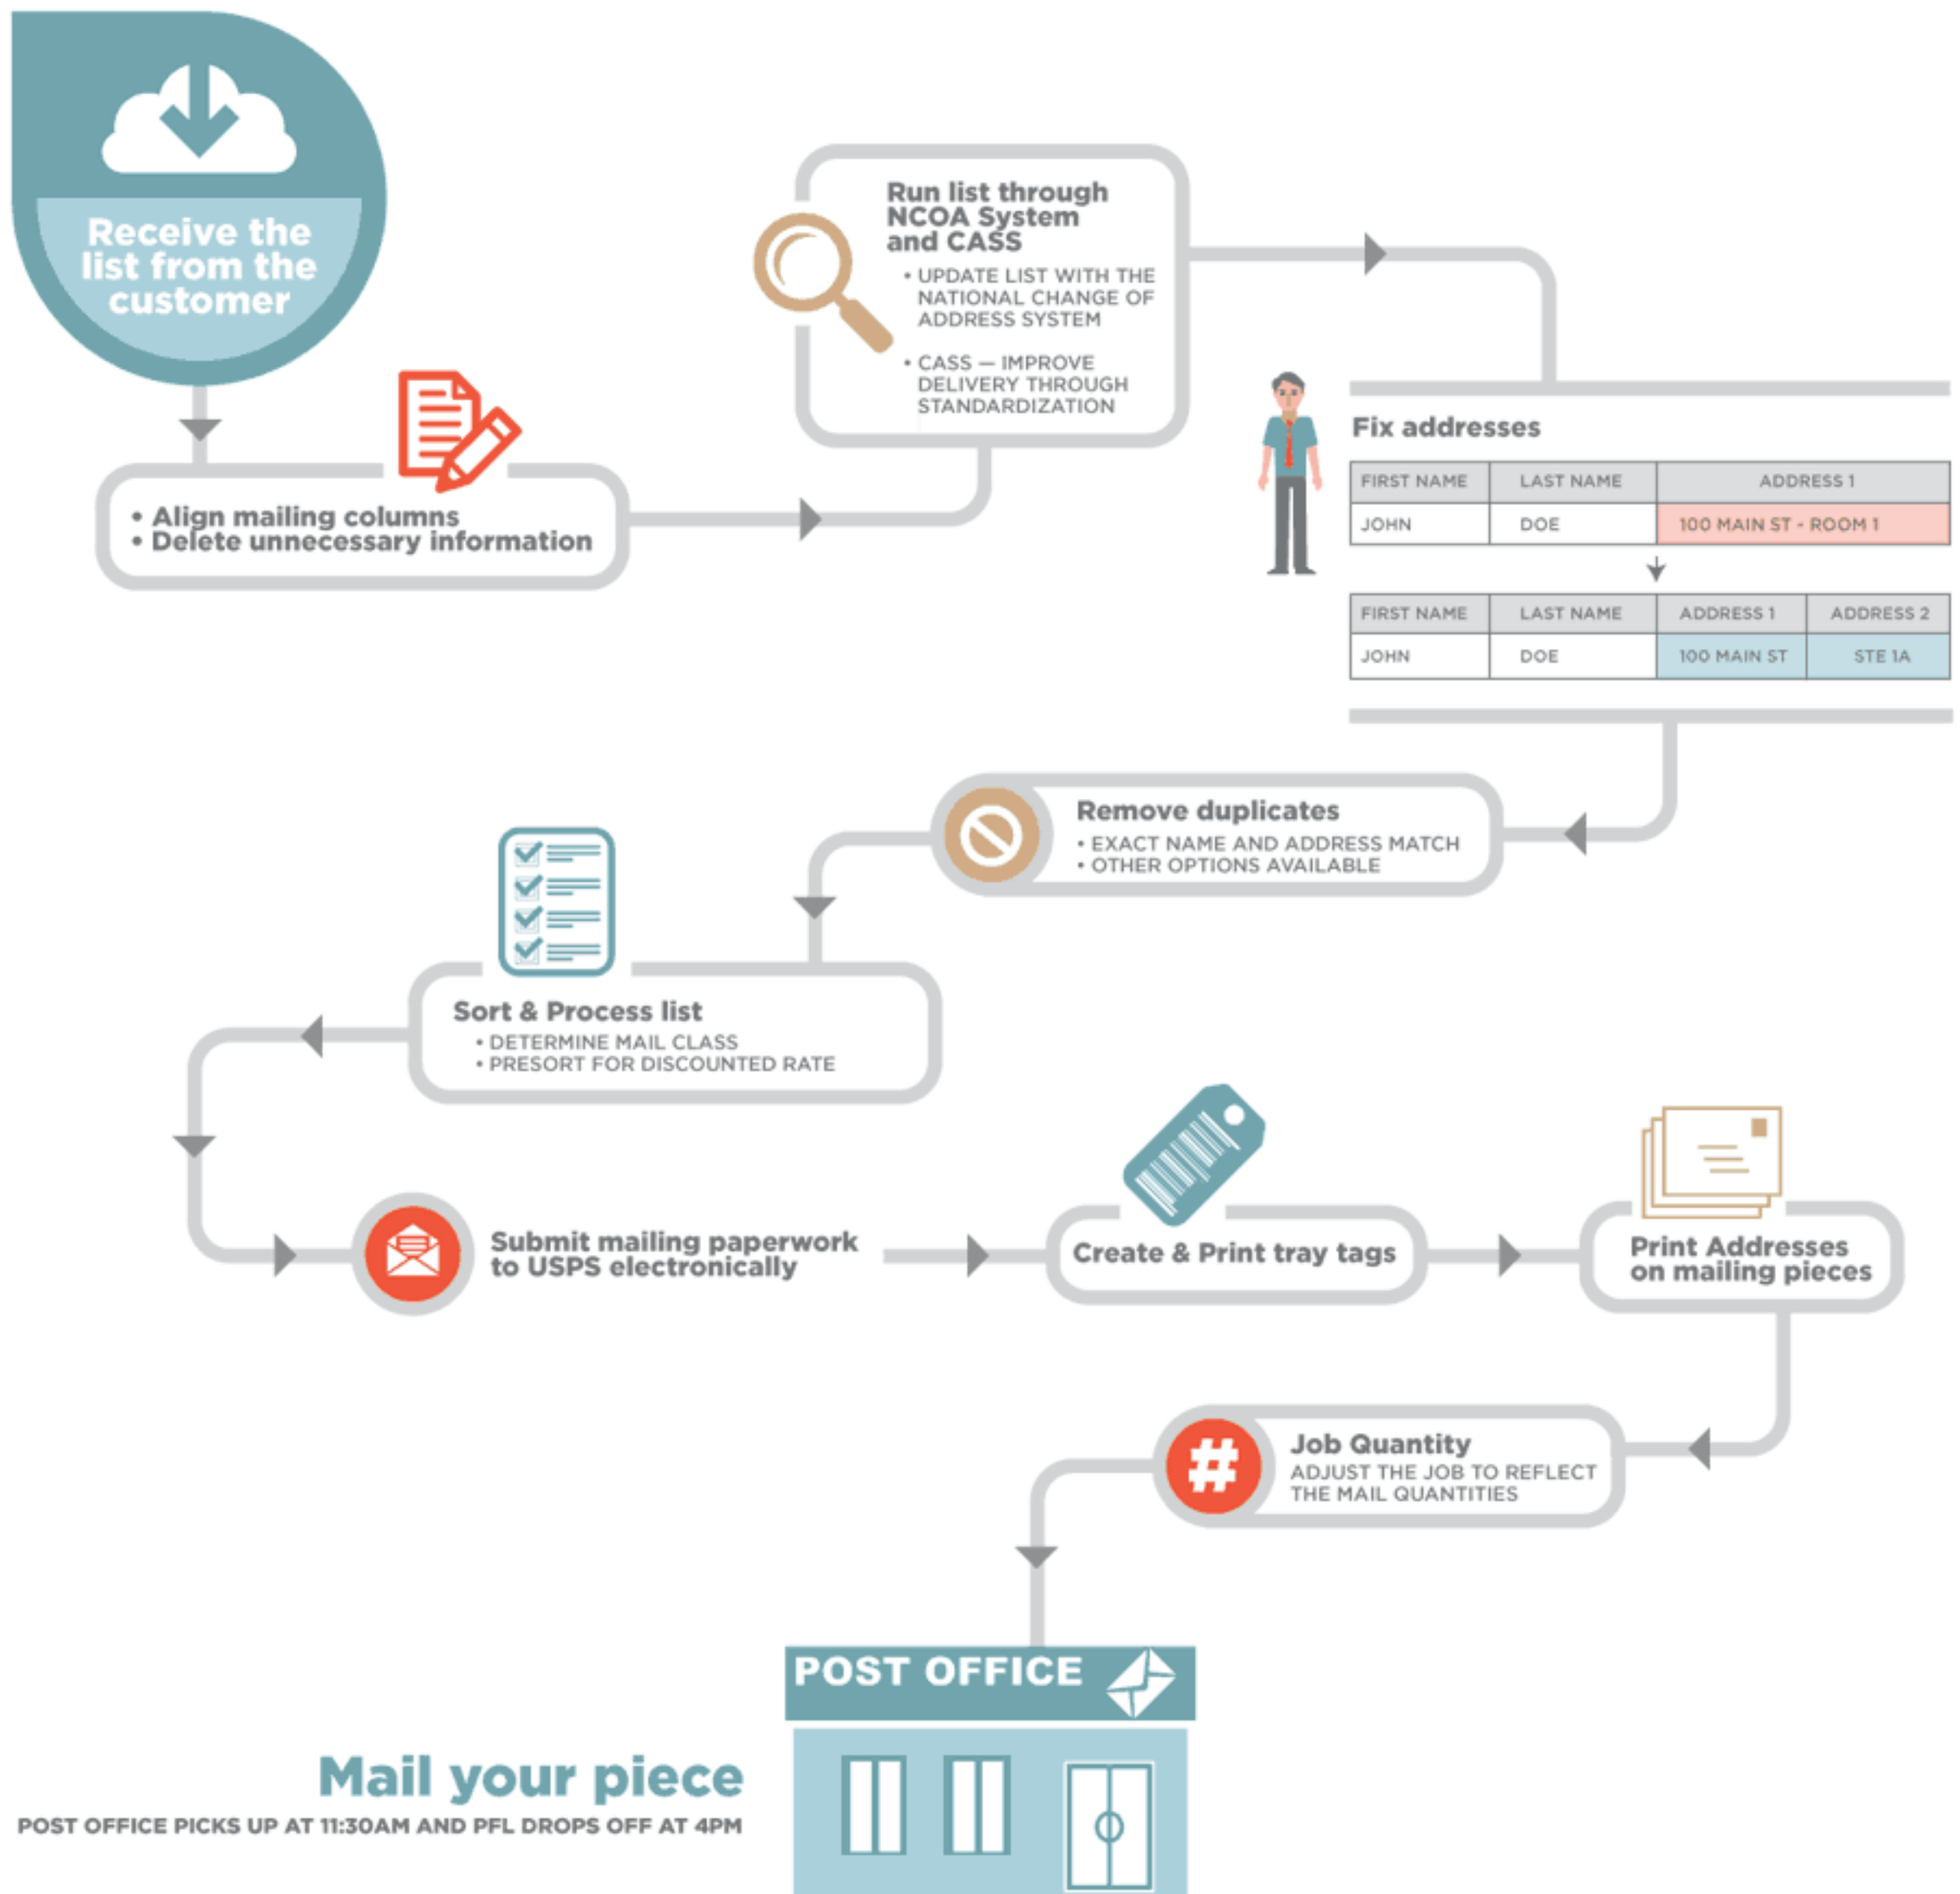 Receive the
list from the
customer
• Align mailing columns
• Delete unnecessary information
Run list through
NCOA System
and CASS
• UPDATE LIST WITH THE
NATIONAL CHANGE OF
ADDRESS SYSTEM
• CASS — IMPROVE
DELIVERY THROUGH
STANDARDIZATION
Fix addresses
FIRST NAME LAST NAME ADDRESS 1
JOHN DOE 100 MAIN ST - ROOM 1
FIRST NAME LAST NAME ADDRESS 1 ADDRESS 2
JOHN DOE 100 MAIN ST STE 1A
Remove duplicates
• EXACT NAME AND ADDRESS MATCH
• OTHER OPTIONS AVAILABLE
Sort & Process list
• DETERMINE MAIL CLASS
• PRESORT FOR DISCOUNTED RATE
Submit mailing paperwork
to USPS electronically
Create & Print tray tags
Print Addresses
on mailing pieces
#
Job Quantity
ADJUST THE JOB TO REFLECT
THE MAIL QUANTITIES
POST OFFICE
Mail your piece
POST OFFICE PICKS UP AT 11:30AM AND PFL DROPS OFF AT 4PM